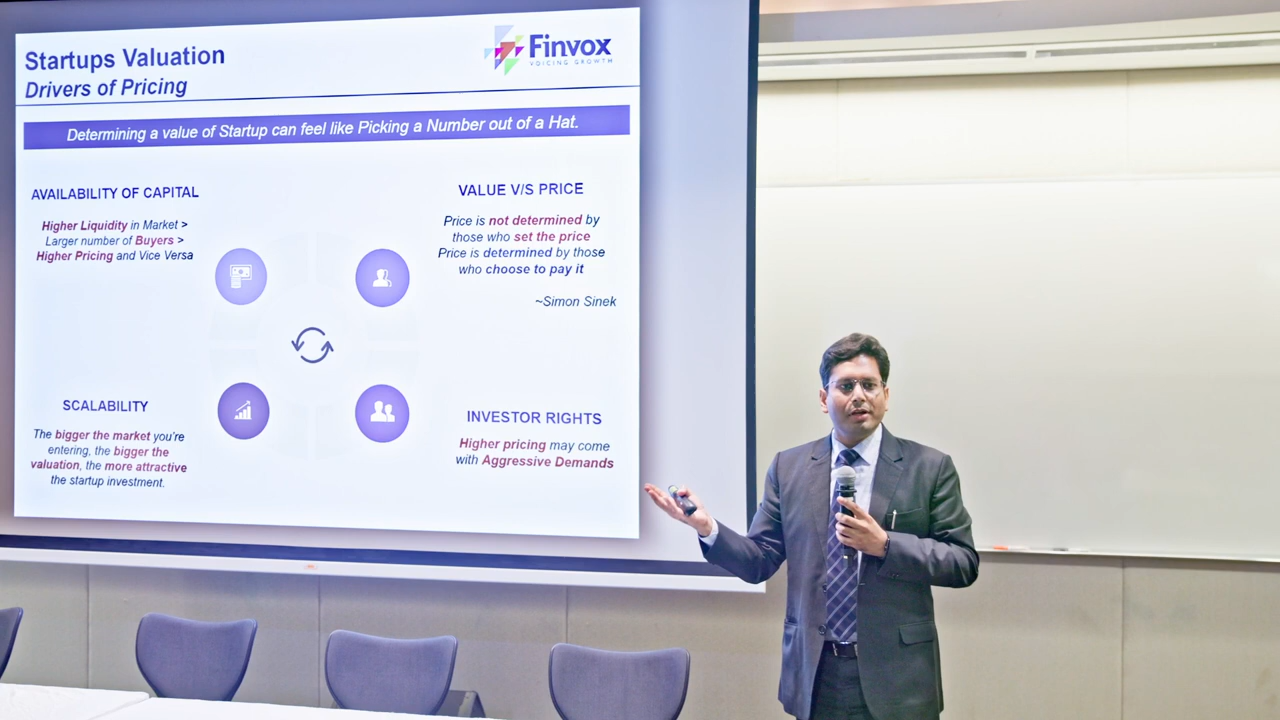 Startups Valuation
Drivers of Pricing
Finvox
VOICING GROWTH
Determining a value of Startup can feel like Picking a Number out of a Hat.
AVAILABILITY OF CAPITAL
Higher Liquidity in Market >
Larger number of Buyers >
Higher Pricing and Vice Versa
VALUE V/S PRICE
Price is not determined by
those who set the price
Price is determined by those
who choose to pay it
~Simon Sinek
SCALABILITY
The bigger the market you're
entering, the bigger the
valuation, the more attractive
the startup investment.
INVESTOR RIGHTS
Higher pricing may come
with Aggressive Demands